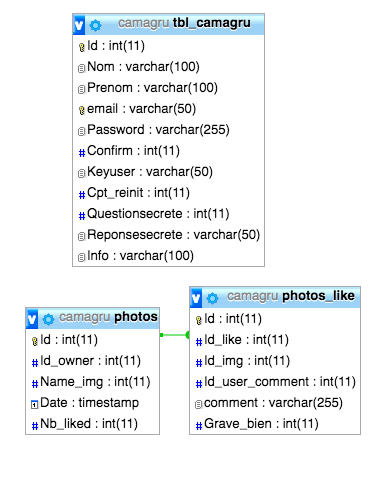 camagru tbl_camagru
Id : int(11)
Nom : varchar(100)
Prenom : varchar(100)
email : varchar(50)
Password : varchar(255)
Confirm : int(11)
Keyuser : varchar(50)
Cpt_reinit : int(11)
Questionsecrete : int(11)
Reponsesecrete : varchar(50)
Info : varchar(100)
camagru photos
Id : int(11)
Id_owner : int(11)
Name_img : int(11)
Date : timestamp
Nb_liked : int(11)
camagru photos_like
Id : int(11)
Id_like : int(11)
Id_img : int(11)
Id_user_comment : int(11)
comment : varchar(255)
Grave_bien : int(11)